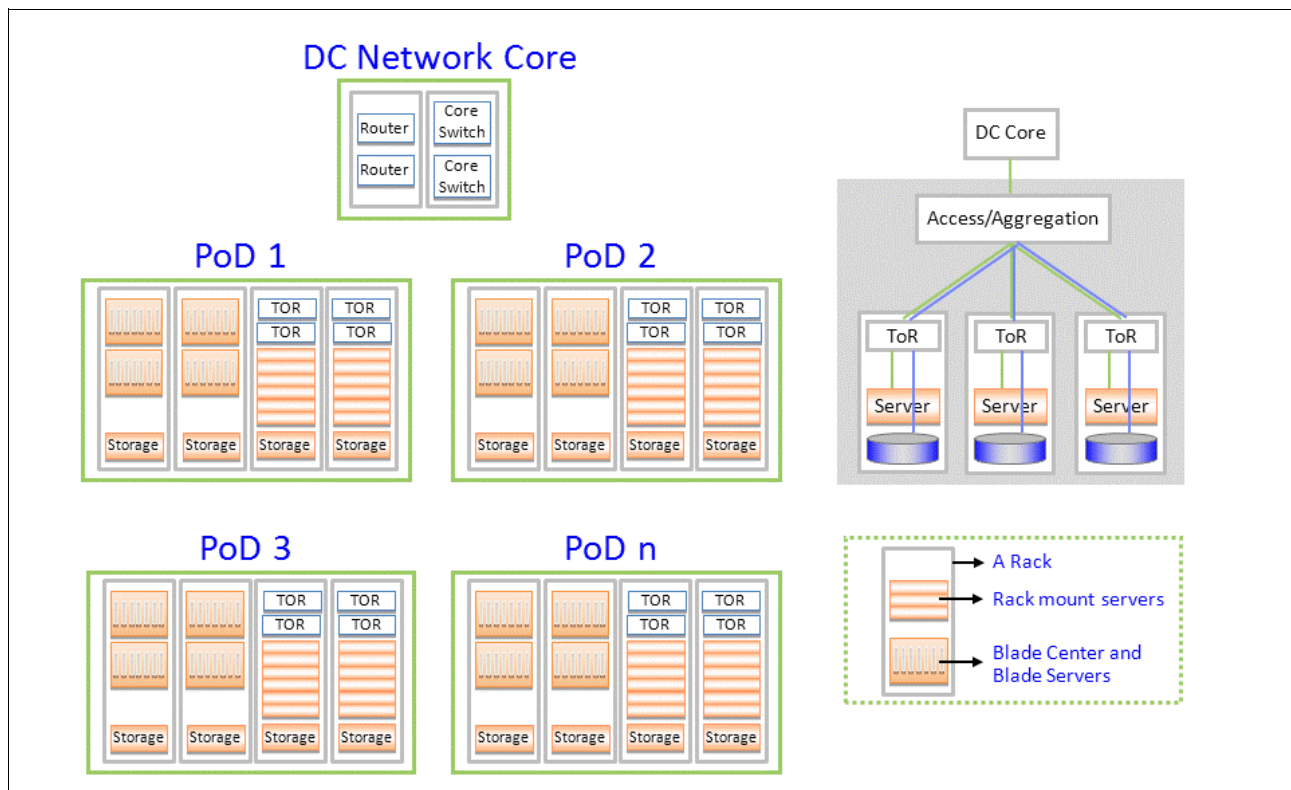 DC Network Core
Router
Core
Switch
Router
Core
Switch
DC Core
Access/Aggregation
ToR
ToR
ToR
Server
Server
Server
PoD 1
TOR
TOR
TOR
TOR
Storage
Storage
Storage
Storage
PoD 2
TOR
TOR
TOR
TOR
Storage
Storage
Storage
Storage
PoD 3
TOR
TOR
TOR
TOR
Storage
Storage
Storage
Storage
PoD n
TOR
TOR
TOR
TOR
Storage
Storage
Storage
Storage
A Rack
Rack mount servers
Blade Center and
Blade Servers